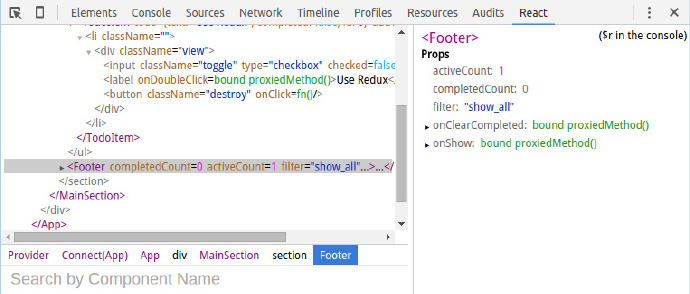 Elements Console Sources Network Timeline Profiles Resources Audits React
<li className="">
<div className="view">
<input className="toggle" type="checkbox" checked=false
<label onDoubleClick=bound proxiedMethod()>Use Redux</
<button className="destroy" onClick=fn()/>
</div>
</li>
</TodoItem>
</ul>
<Footer completedCount=0 activeCount=1 filter="show_all"…>…</
</section>
</MainSection>
</div>
</App>
Provider Connect(App) App div MainSection section Footer
Search by Component Name
<Footer> ($r in the console)
Props
activeCount: 1
completedCount: 0
filter: "show_all"
onClearCompleted: bound proxiedMethod()
onShow: bound proxiedMethod()